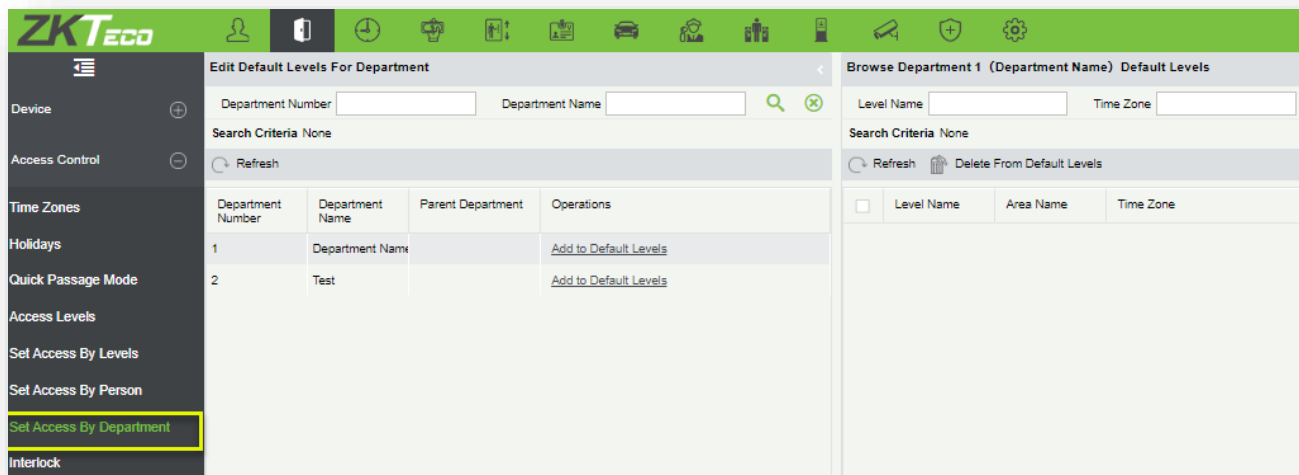 ZKTECO
Edit Default Levels For Department
Browse Department 1（Department Name）Default Levels
Device
Department Number
Department Name
Level Name
Time Zone
Search Criteria None
Search Criteria None
Access Control
Refresh
Refresh
Delete From Default Levels
Time Zones
Department Number
Department Name
Parent Department
Operations
Level Name
Area Name
Time Zone
Holidays
1
Department Name
Add to Default Levels
Quick Passage Mode
2
Test
Add to Default Levels
Access Levels
Set Access By Levels
Set Access By Person
Set Access By Department
Interlock